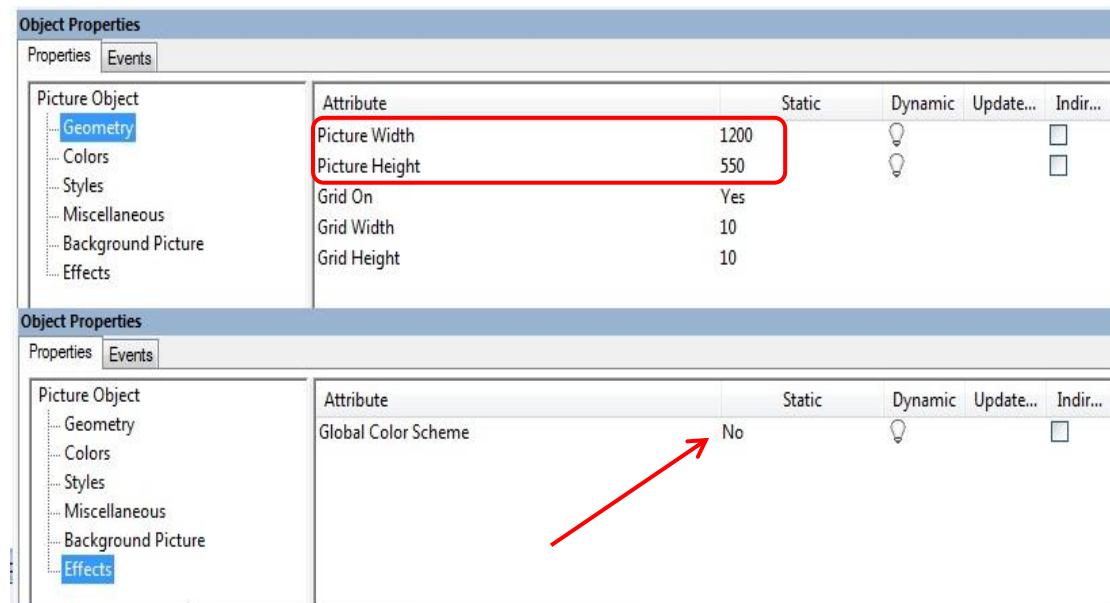 Object Properties
Properties Events
Picture Object
Geometry
Colors
Styles
Miscellaneous
Background Picture
Effects
Attribute Static Dynamic Update... Indir...
Picture Width 1200
Picture Height 550
Grid On Yes
Grid Width 10
Grid Height 10
Object Properties
Properties Events
Picture Object
Geometry
Colors
Styles
Miscellaneous
Background Picture
Effects
Attribute Static Dynamic Update... Indir...
Global Color Scheme No